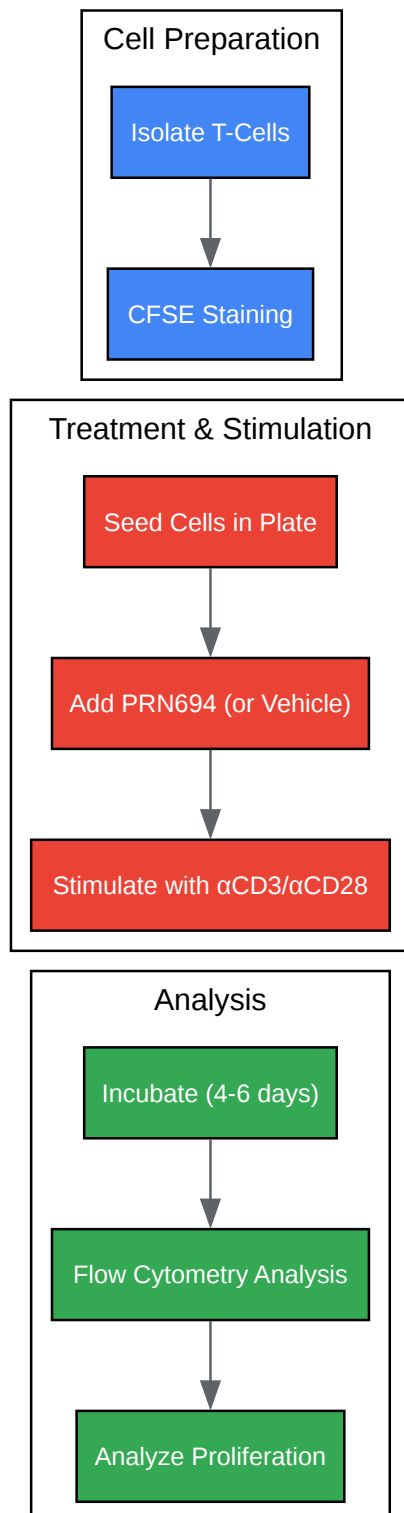 Cell Preparation
Isolate T-Cells
CFSE Staining
Treatment & Stimulation
Seed Cells in Plate
Add PRN694 (or Vehicle)
Stimulate with αCD3/αCD28
Analysis
Incubate (4-6 days)
Flow Cytometry Analysis
Analyze Proliferation